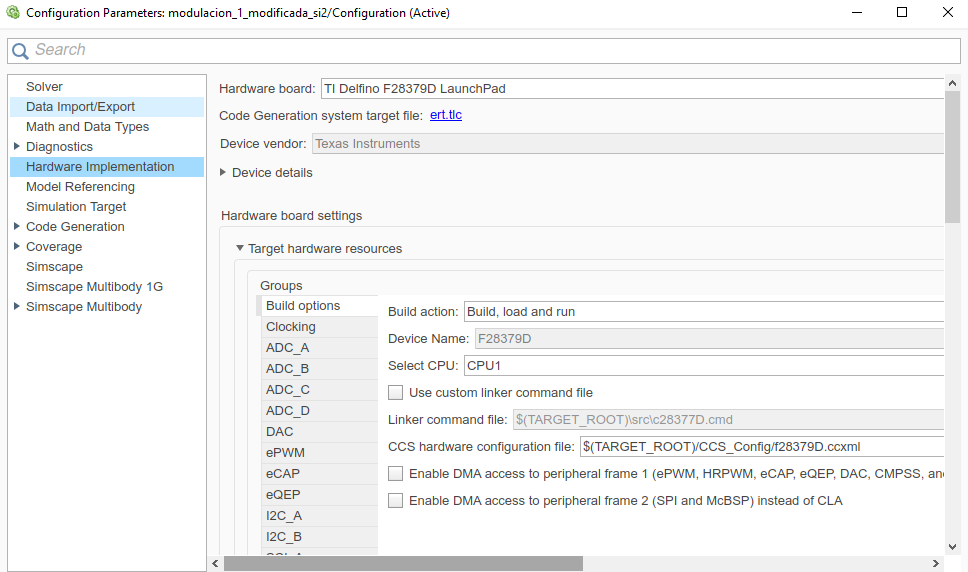 Configuration Parameters: modulacion_1_modificada_si2/Configuration (Active)
Search
Solver
Data Import/Export
Math and Data Types
Diagnostics
Hardware Implementation
Model Referencing
Simulation Target
Code Generation
Coverage
Simscape
Simscape Multibody 1G
Simscape Multibody
Hardware board: TI Delfino F28379D LaunchPad
Code Generation system target file: ert.tlc
Device vendor: Texas Instruments
Device details
Hardware board settings
Target hardware resources
Groups
Build options
Clocking
ADC_A
ADC_B
ADC_C
ADC_D
DAC
ePWM
eCAP
eQEP
I2C_A
I2C_B
Build action: Build, load and run
Device Name: F28379D
Select CPU: CPU1
Use custom linker command file
Linker command file: $(TARGET_ROOT)\src\c28377D.cmd
CCS hardware configuration file: $(TARGET_ROOT)/CCS_Config/f28379D.ccxml
Enable DMA access to peripheral frame 1 (ePWM, HRPWM, eCAP, eQEP, DAC, CMPSS, an
Enable DMA access to peripheral frame 2 (SPI and McBSP) instead of CLA